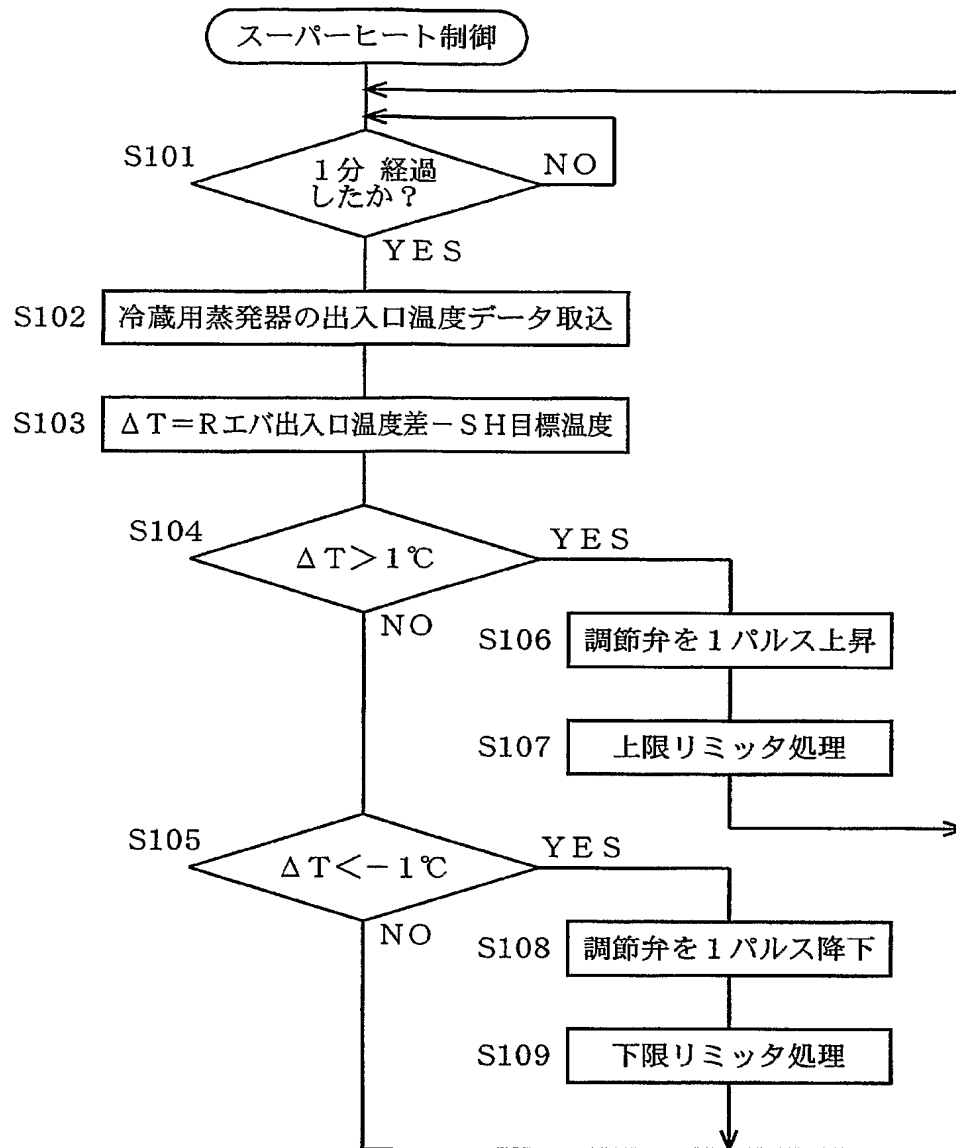 スーパーヒート制御
S101
1分 経過
したか？
NO
YES
S102
冷蔵用蒸発器の出入口温度データ取込
S103
ΔT＝Rエバ出入口温度差－SH目標温度
S104
ΔT＞1℃
YES
NO
S106
調節弁を1パルス上昇
S107
上限リミッタ処理
S105
ΔT＜－1℃
YES
NO
S108
調節弁を1パルス降下
S109
下限リミッタ処理